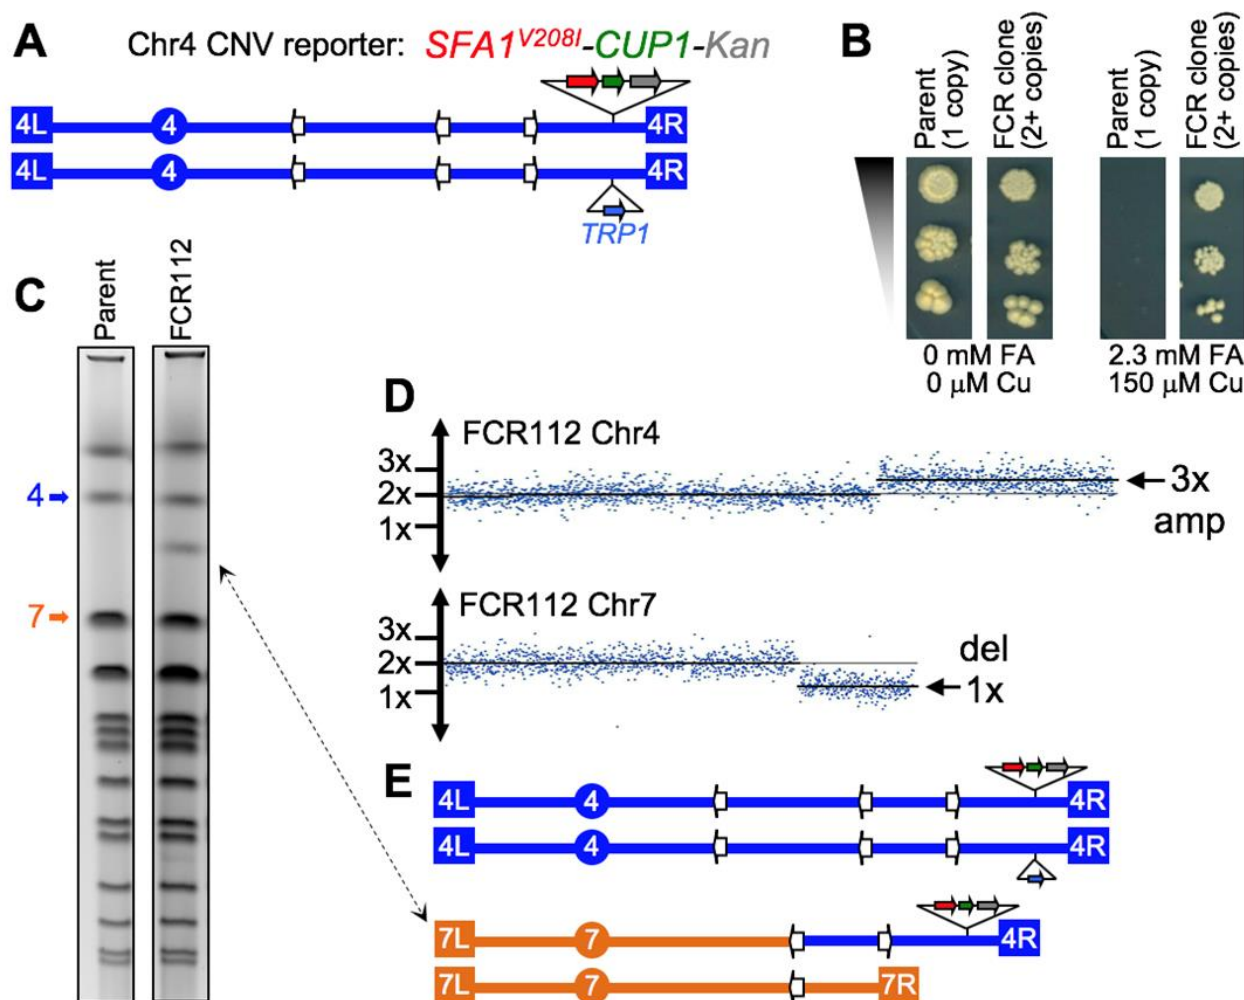 A
Chr4 CNV reporter: SFA1V208I-CUP1-Kan
4L 4 4R
4L 4 4R
TRP1
B
Parent
(1 copy)
FCR clone
(2+ copies)
Parent
(1 copy)
FCR clone
(2+ copies)
0 mM FA
0 μM Cu
2.3 mM FA
150 μM Cu
C
Parent
FCR112
4
7
D
FCR112 Chr4
3x
2x
1x
3x
amp
FCR112 Chr7
3x
2x
1x
del
1x
E
4L 4 4R
4L 4 4R
7L 7 4R
7L 7 7R